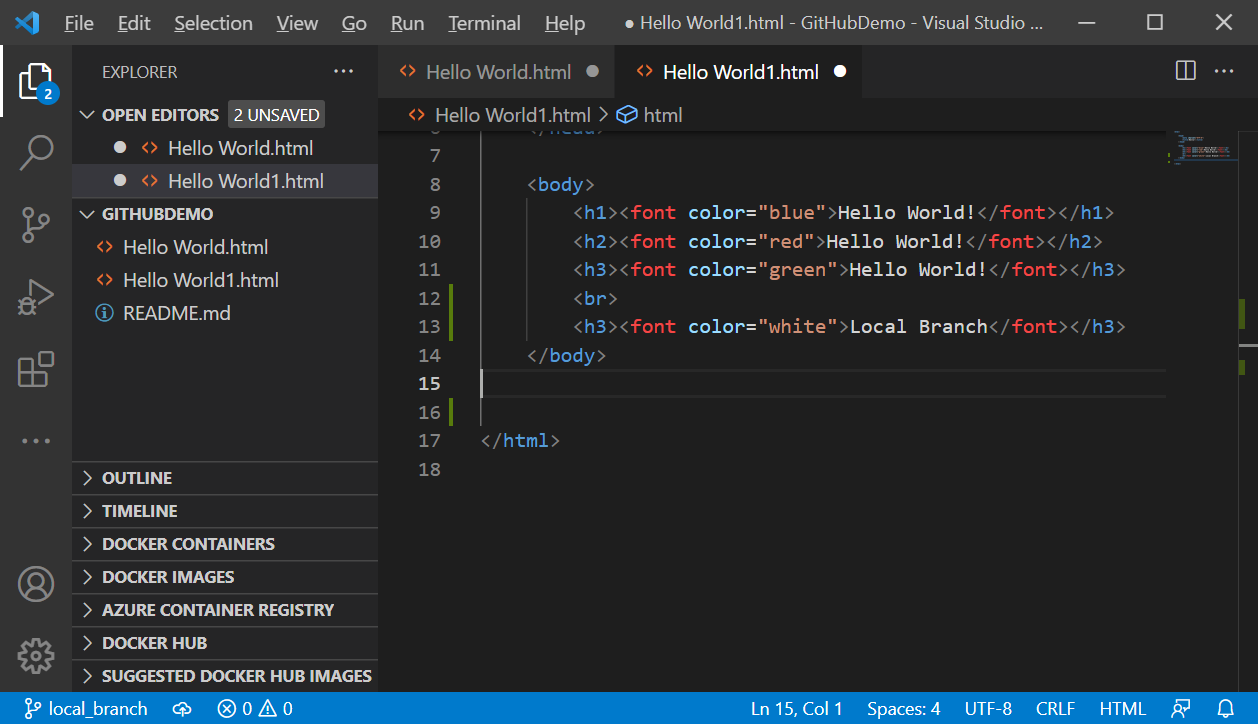 File Edit Selection View Go Run Terminal Help ● Hello World1.html - GitHubDemo - Visual Studio ...
EXPLORER
2
OPEN EDITORS 2 UNSAVED
Hello World.html
Hello World1.html
GITHUBDEMO
Hello World.html
Hello World1.html
README.md
OUTLINE
TIMELINE
DOCKER CONTAINERS
DOCKER IMAGES
AZURE CONTAINER REGISTRY
DOCKER HUB
SUGGESTED DOCKER HUB IMAGES
Hello World.html Hello World1.html
Hello World1.html > html
7
8 <body>
9 <h1><font color="blue">Hello World!</font></h1>
10 <h2><font color="red">Hello World!</font></h2>
11 <h3><font color="green">Hello World!</font></h3>
12 <br>
13 <h3><font color="white">Local Branch</font></h3>
14 </body>
15
16
17 </html>
18
local_branch 0 0 Ln 15, Col 1 Spaces: 4 UTF-8 CRLF HTML